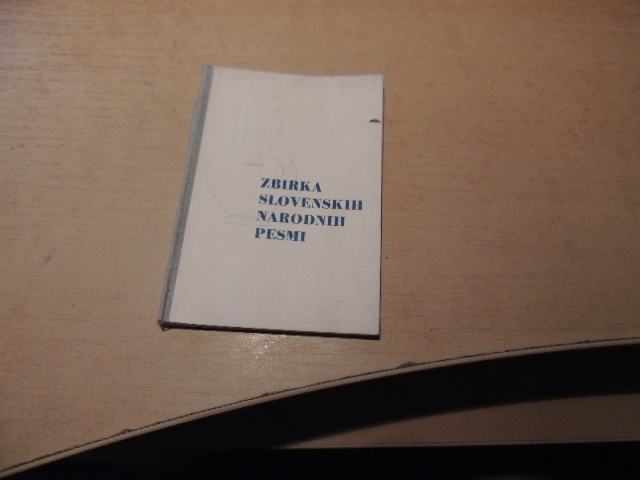 ZBIRKA
SLOVENSKIH
NARODNIH
PESMI